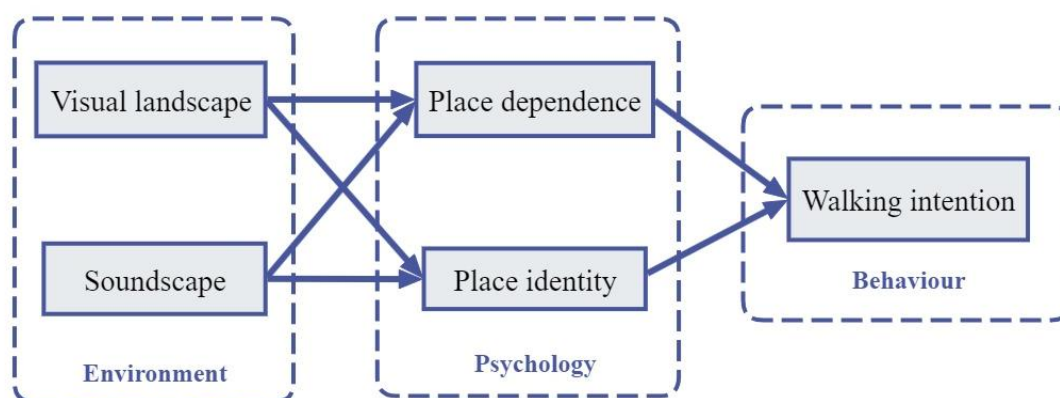 Visual landscape
Soundscape
Environment
Place dependence
Place identity
Psychology
Walking intention
Behaviour